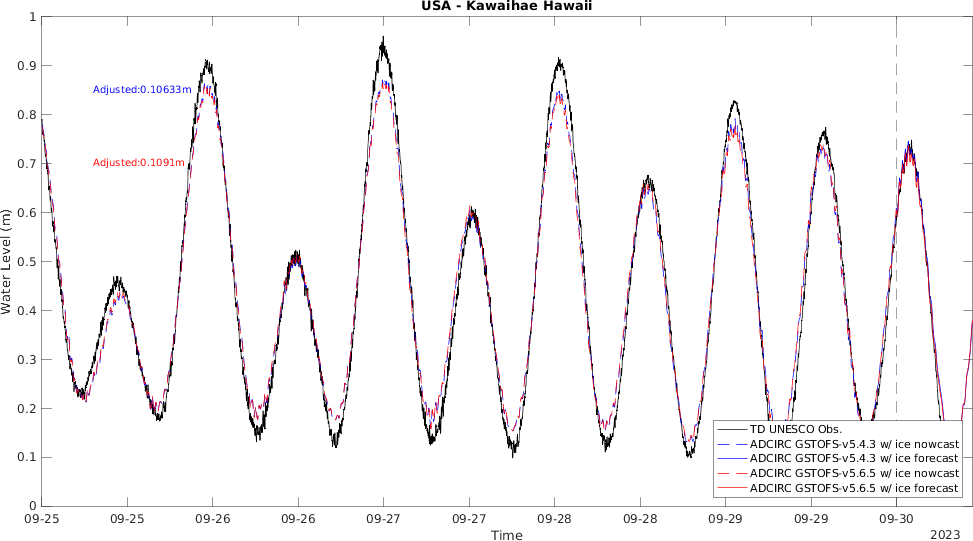 USA - Kawaihae Hawaii
1
0.9
0.8
0.7
0.6
0.5
0.4
0.3
0.2
0.1
0
Water Level (m)
Adjusted:0.10633m
Adjusted:0.1091m
TD UNESCO Obs.
ADCIRC GSTOFS-v5.4.3 w/ ice nowcast
ADCIRC GSTOFS-v5.4.3 w/ ice forecast
ADCIRC GSTOFS-v5.6.5 w/ ice nowcast
ADCIRC GSTOFS-v5.6.5 w/ ice forecast
09-25 09-25 09-26 09-26 09-27 09-27 09-28 09-28 09-29 09-29 09-30
Time
2023